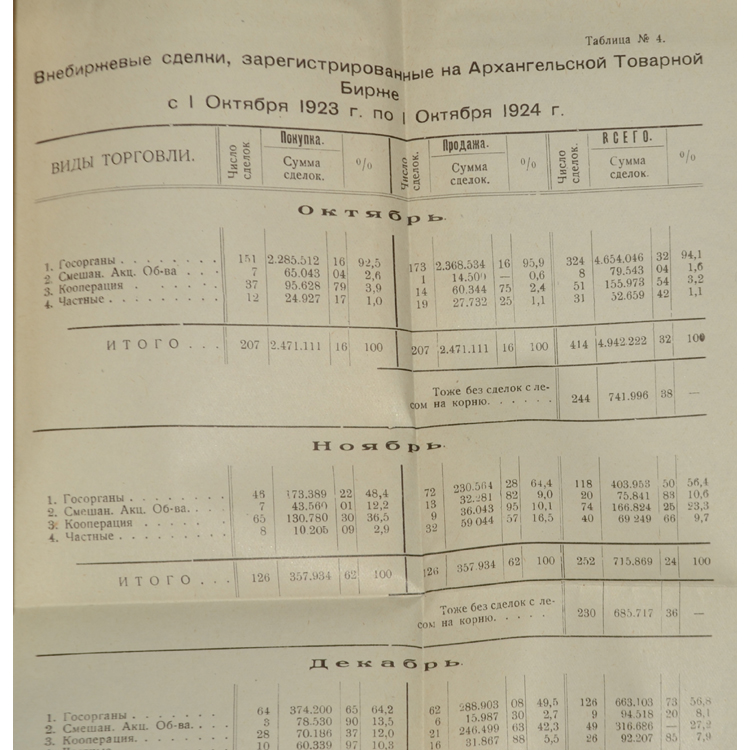 Таблица № 4.
Внебиржевые сделки, зарегистрированные на Архангельской Товарной
Бирже
с 1 Октября 1923 г. по 1 Октября 1924 г.
ВИДЫ ТОРГОВЛИ. Число сделок Покупка. Сумма сделок. % Число сделок. Продажа. Сумма сделок. % Число сделок. ВСЕГО. Сумма сделок. %
Октябрь.
1. Госорганы 151 2.285.512 16 92,5 173 2.368.534 16 95,9 324 4.654.046 32 94,1
2. Смешан. Акц. Об-ва 7 65.043 04 2,6 1 14.500 — 0,6 8 79.543 04 1,6
3. Кооперация 37 95.628 79 3,9 14 60.344 75 2,4 51 155.973 54 3,2
4. Частные 12 24.927 17 1,0 19 27.732 25 1,1 31 52.659 42 1,1
ИТОГО 207 2.471.111 16 100 207 2.471.111 16 100 414 4.942.222 32 100
Тоже без сделок с ле-
сом на корню. 244 741.996 38 —
Ноябрь.
1. Госорганы 46 173.389 22 48,4 72 230.564 28 64,4 118 403.953 50 56,4
2. Смешан. Акц. Об-ва. 7 43.560 01 12,2 13 32.281 82 9,0 20 75.841 83 10,6
3. Кооперация 65 130.780 30 36,5 9 36.043 95 10,1 74 166.824 25 23,3
4. Частные 8 10.205 09 2,9 32 59 044 57 16,5 40 69 249 66 9,7
ИТОГО 126 357.934 62 100 126 357.934 62 100 252 715.869 24 100
Тоже без сделок с ле-
сом на корню. 230 685.717 36 —
Декабрь.
1. Госорганы 64 374.200 65 64,2 62 288.903 08 49,5 126 663.103 73 56,8
2. Смешан. Акц. Об-ва. 3 78.530 90 13,5 6 15.987 30 2,7 9 94.518 20 8,1
3. Кооперация. 28 70.186 37 12,0 21 246.499 63 42,3 49 316.686 — 27,2
10 60.339 97 10,3 16 31.867 88 5,5 26 92.207 85 7,9